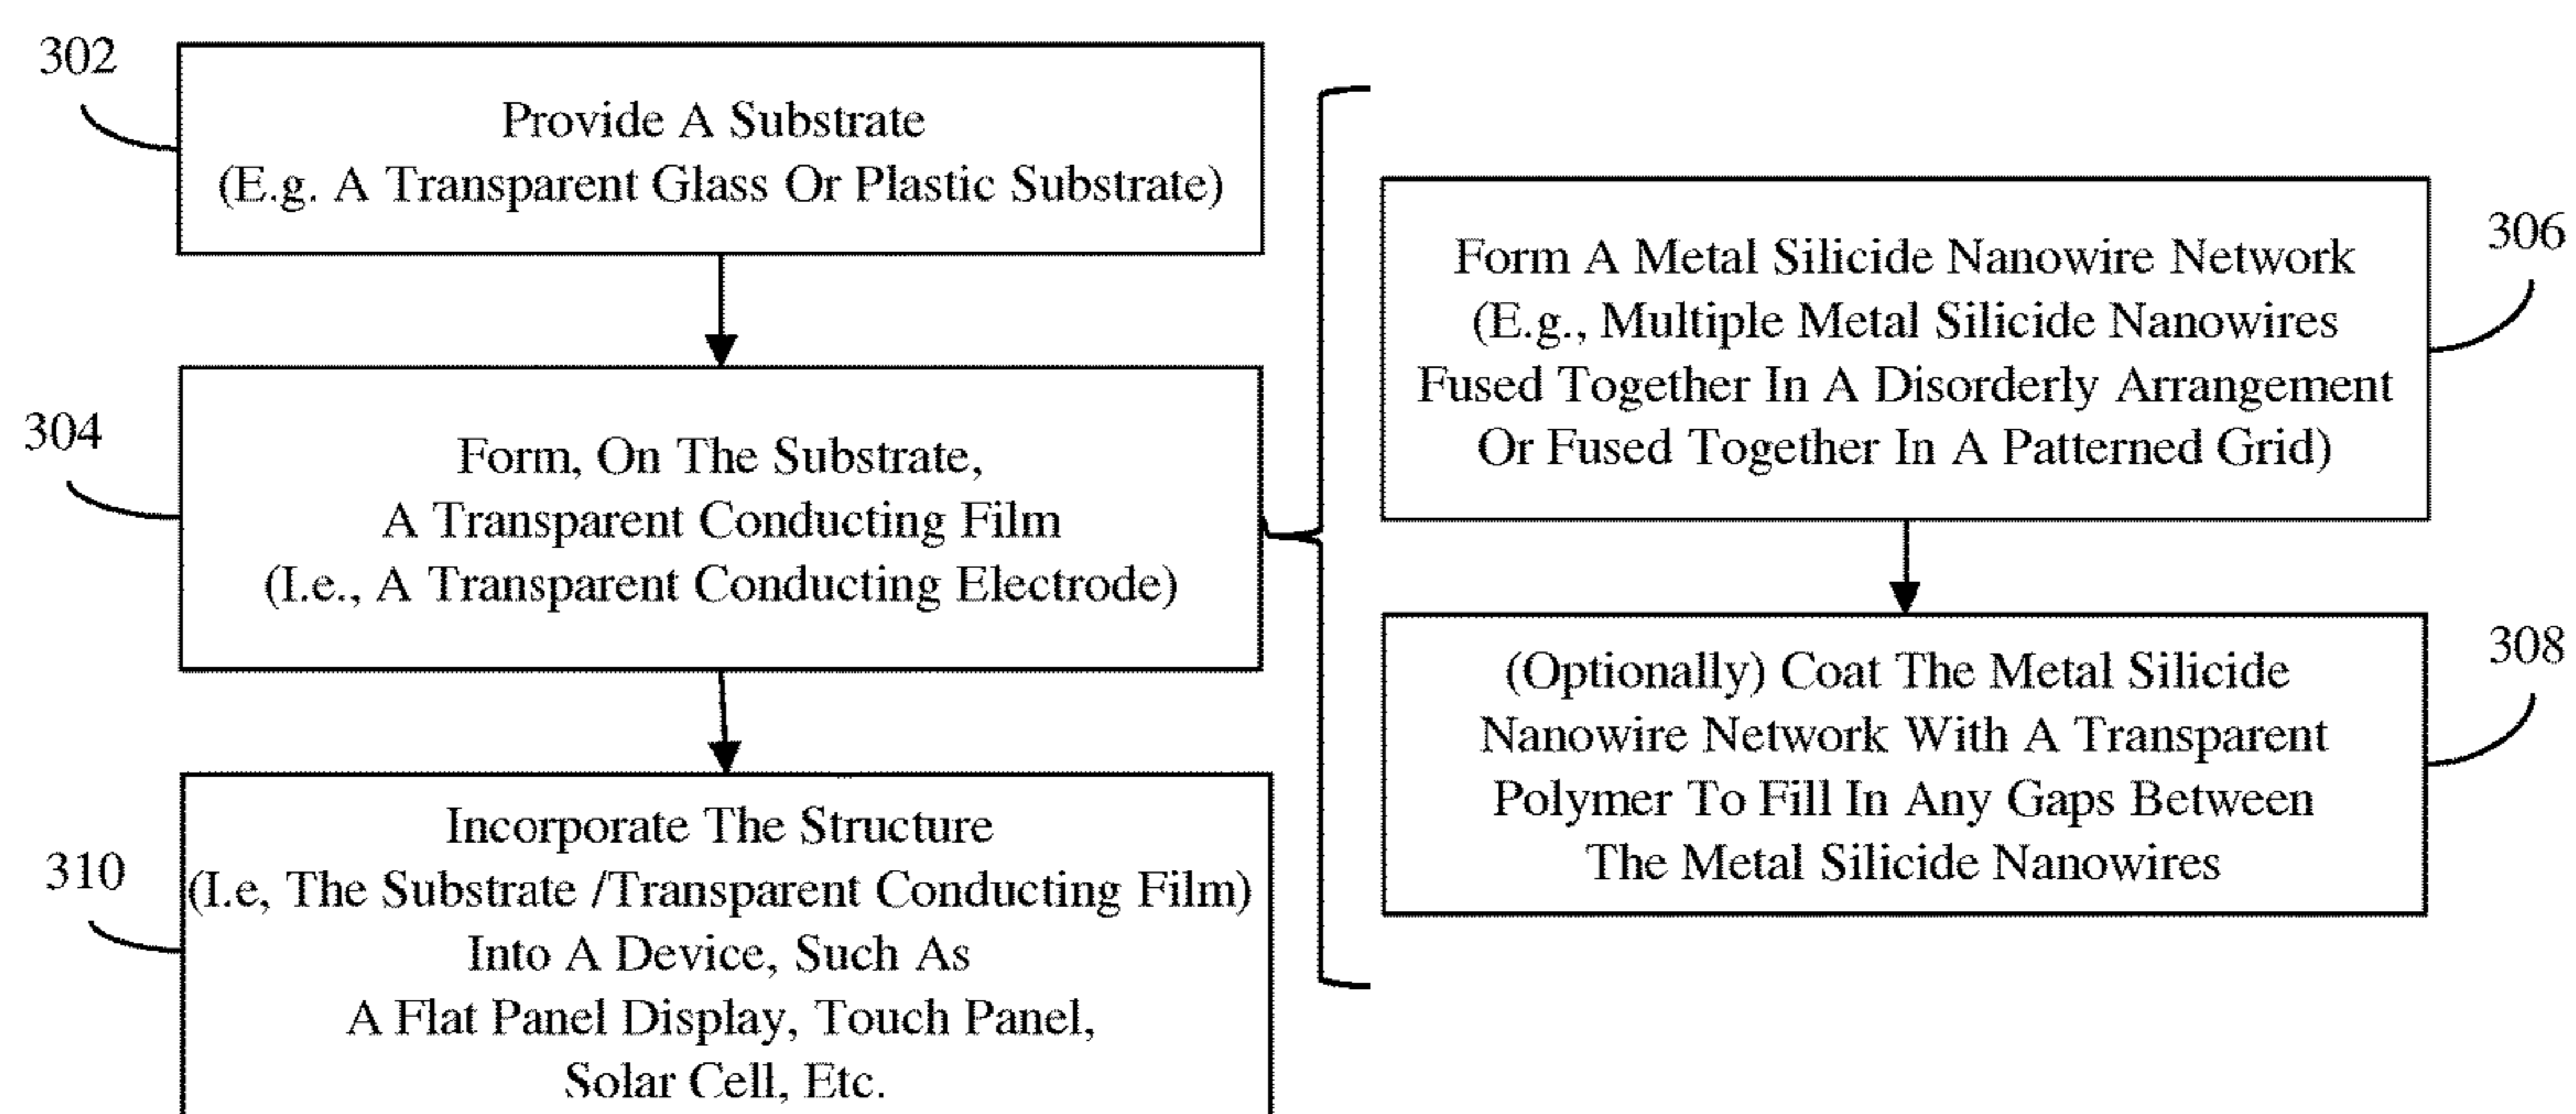 302
Provide A Substrate
(E.g. A Transparent Glass Or Plastic Substrate)
304
Form, On The Substrate,
A Transparent Conducting Film
(I.e., A Transparent Conducting Electrode)
306
Form A Metal Silicide Nanowire Network
(E.g., Multiple Metal Silicide Nanowires
Fused Together In A Disorderly Arrangement
Or Fused Together In A Patterned Grid)
308
(Optionally) Coat The Metal Silicide
Nanowire Network With A Transparent
Polymer To Fill In Any Gaps Between
The Metal Silicide Nanowires
310
Incorporate The Structure
(I.e, The Substrate /Transparent Conducting Film)
Into A Device, Such As
A Flat Panel Display, Touch Panel,
Solar Cell, Etc.